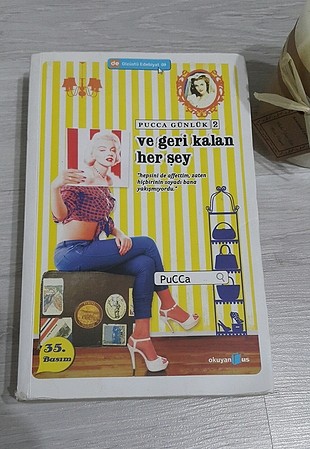 PUCCA GÜNLÜK 2
ve geri kalan
her şey
"hepsini de affettim, zaten
hiçbirinin soyadı bana
yakışmıyordu."
PuCCa
35.
Basım
okuyan us